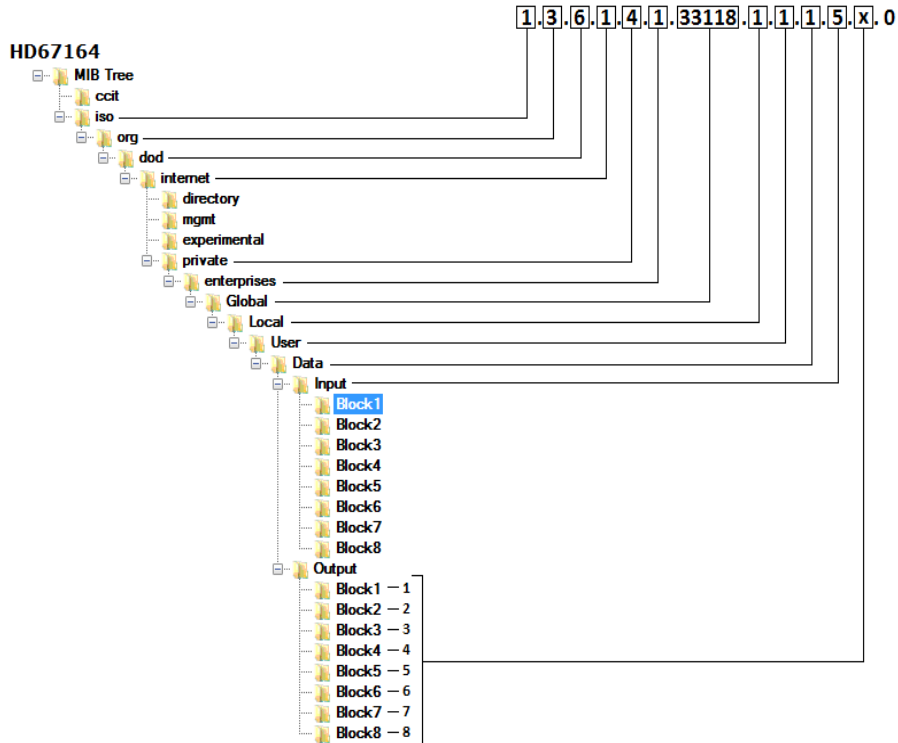 1.3.6.1.4.1.33118.1.1.1.5.x.0
HD67164
MIB Tree
ccit
iso
org
dod
internet
directory
mgmt
experimental
private
enterprises
Global
Local
User
Data
Input
Block1
Block2
Block3
Block4
Block5
Block6
Block7
Block8
Output
Block1 – 1
Block2 – 2
Block3 – 3
Block4 – 4
Block5 – 5
Block6 – 6
Block7 – 7
Block8 – 8